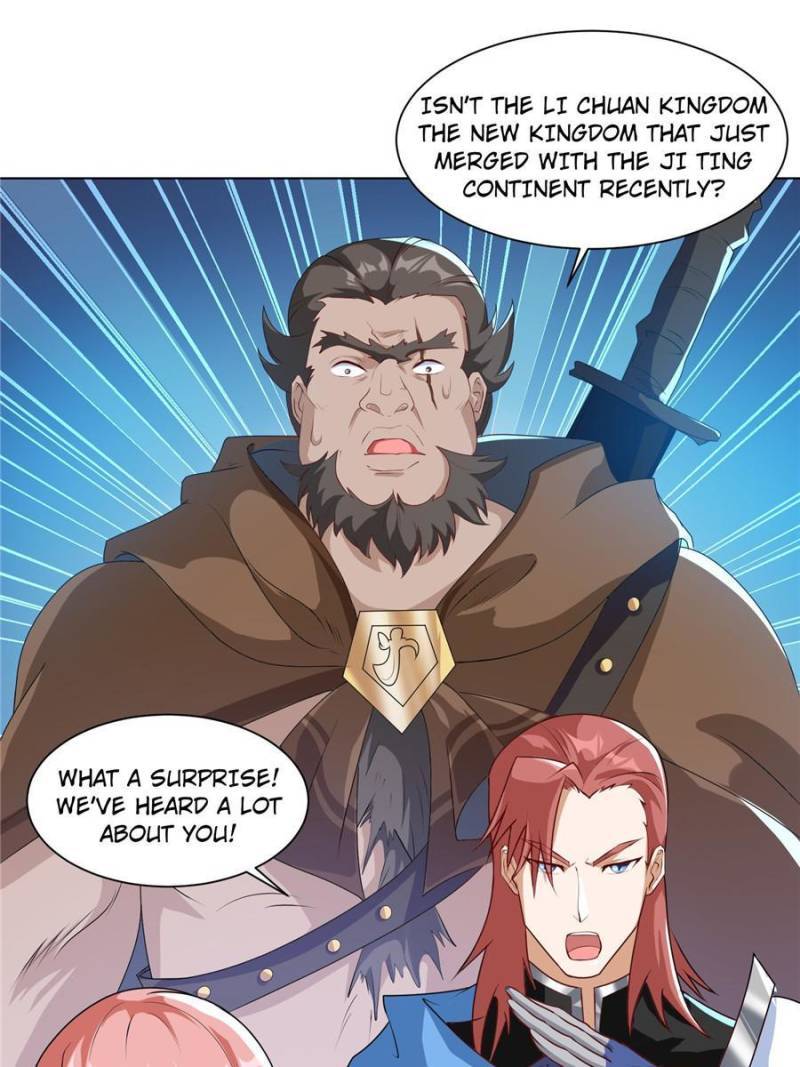 ISN'T THE LI CHUAN KINGDOM
THE NEW KINGDOM THAT JUST
MERGED WITH THE JI TING
CONTINENT RECENTLY?
WHAT A SURPRISE!
WE'VE HEARD A LOT
ABOUT YOU!